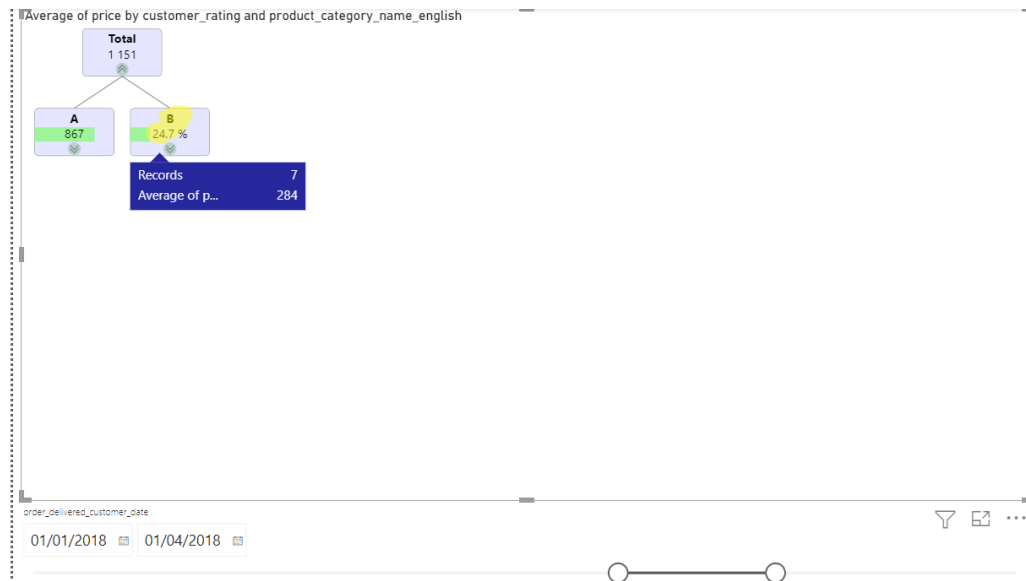 Average of price by customer_rating and product_category_name_english
Total
1 151
A
867
B
24.7 %
Records 7
Average of p... 284
order_delivered_customer_date
01/01/2018
01/04/2018